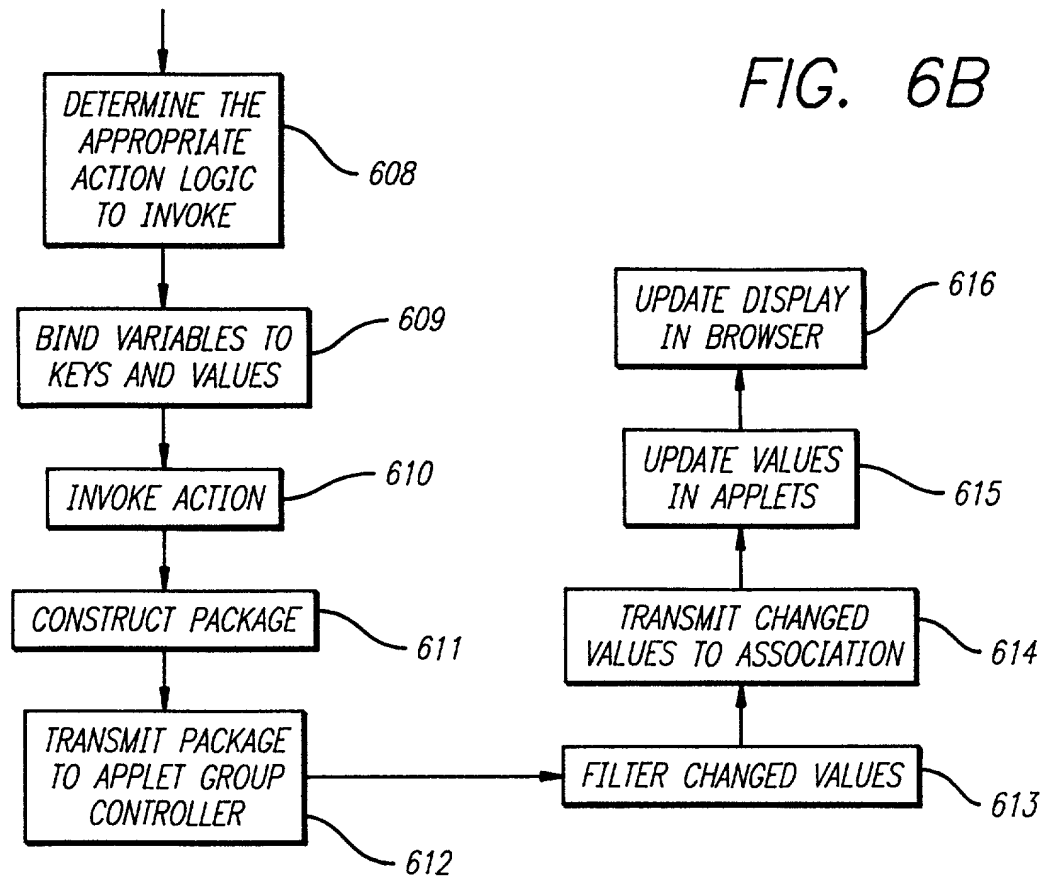 FIG. 6B
DETERMINE THE
APPROPRIATE
ACTION LOGIC
TO INVOKE
608
BIND VARIABLES TO
KEYS AND VALUES
609
INVOKE ACTION
610
CONSTRUCT PACKAGE
611
TRANSMIT PACKAGE
TO APPLET GROUP
CONTROLLER
612
FILTER CHANGED VALUES
613
TRANSMIT CHANGED
VALUES TO ASSOCIATION
614
UPDATE VALUES
IN APPLETS
615
UPDATE DISPLAY
IN BROWSER
616